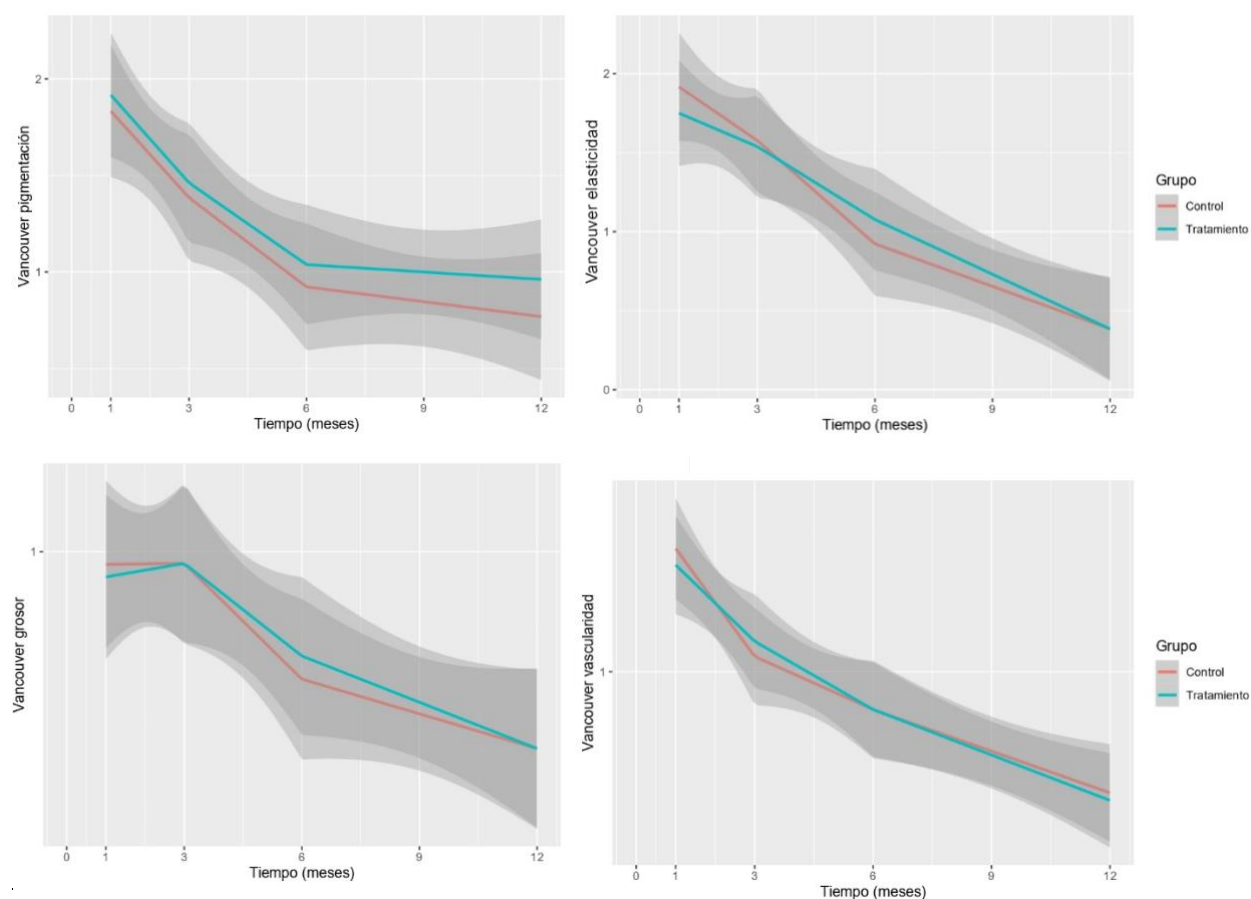 Vancouver pigmentación
2
1
0 1 3 6 9 12
Tiempo (meses)
Vancouver elasticidad
2
1
0
0 1 3 6 9 12
Tiempo (meses)
Grupo
Control
Tratamiento
Vancouver grosor
1
0 1 3 6 9 12
Tiempo (meses)
Vancouver vascularidad
1
0 1 3 6 9 12
Tiempo (meses)
Grupo
Control
Tratamiento